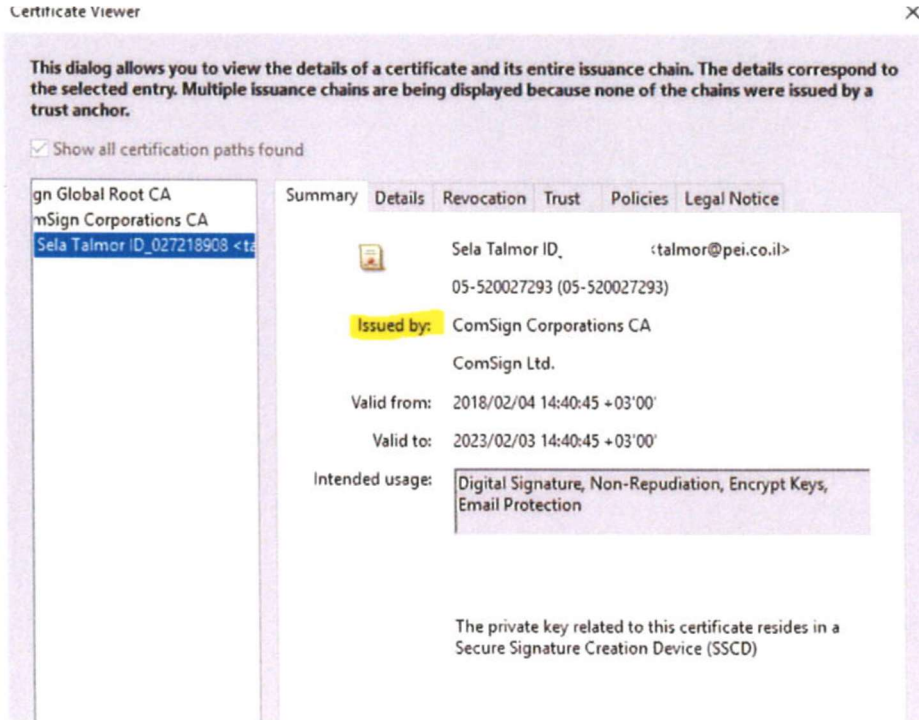 Certificate Viewer
This dialog allows you to view the details of a certificate and its entire issuance chain. The details correspond to
the selected entry. Multiple issuance chains are being displayed because none of the chains were issued by a
trust anchor.
Show all certification paths found
gn Global Root CA
mSign Corporations CA
Sela Talmor ID_027218908 <ta
Summary Details Revocation Trust Policies Legal Notice
Sela Talmor ID_ <talmor@pei.co.il>
05-520027293 (05-520027293)
Issued by: ComSign Corporations CA
ComSign Ltd.
Valid from: 2018/02/04 14:40:45 +03'00'
Valid to: 2023/02/03 14:40:45 +03'00'
Intended usage: Digital Signature, Non-Repudiation, Encrypt Keys,
Email Protection
The private key related to this certificate resides in a
Secure Signature Creation Device (SSCD)